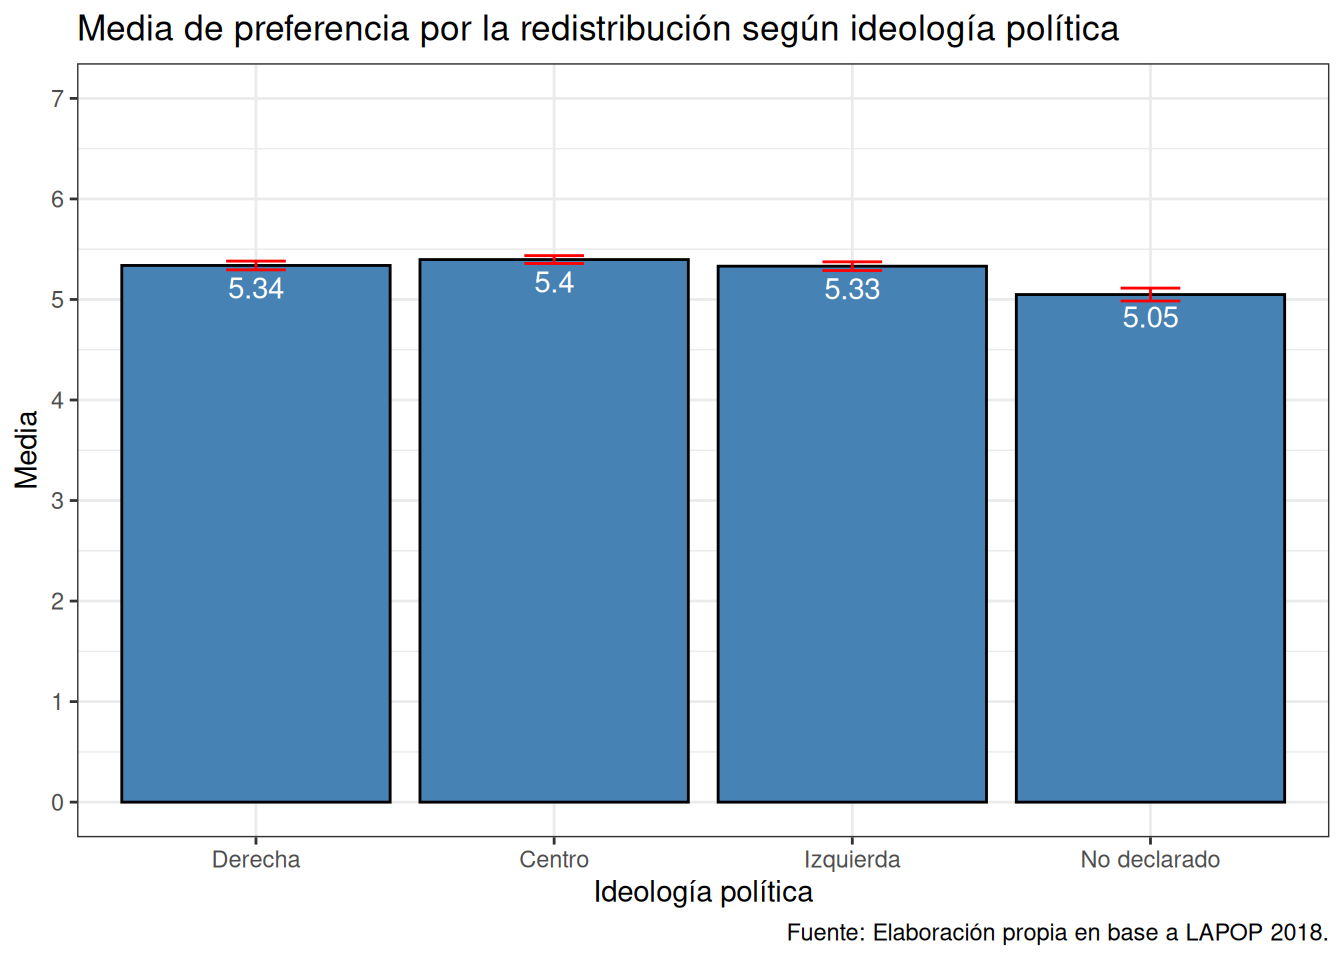 Media de preferencia por la redistribución según ideología política
7
6
5
4
3
2
1
0
Media
5.34
5.4
5.33
5.05
Derecha
Centro
Izquierda
No declarado
Ideología política
Fuente: Elaboración propia en base a LAPOP 2018.